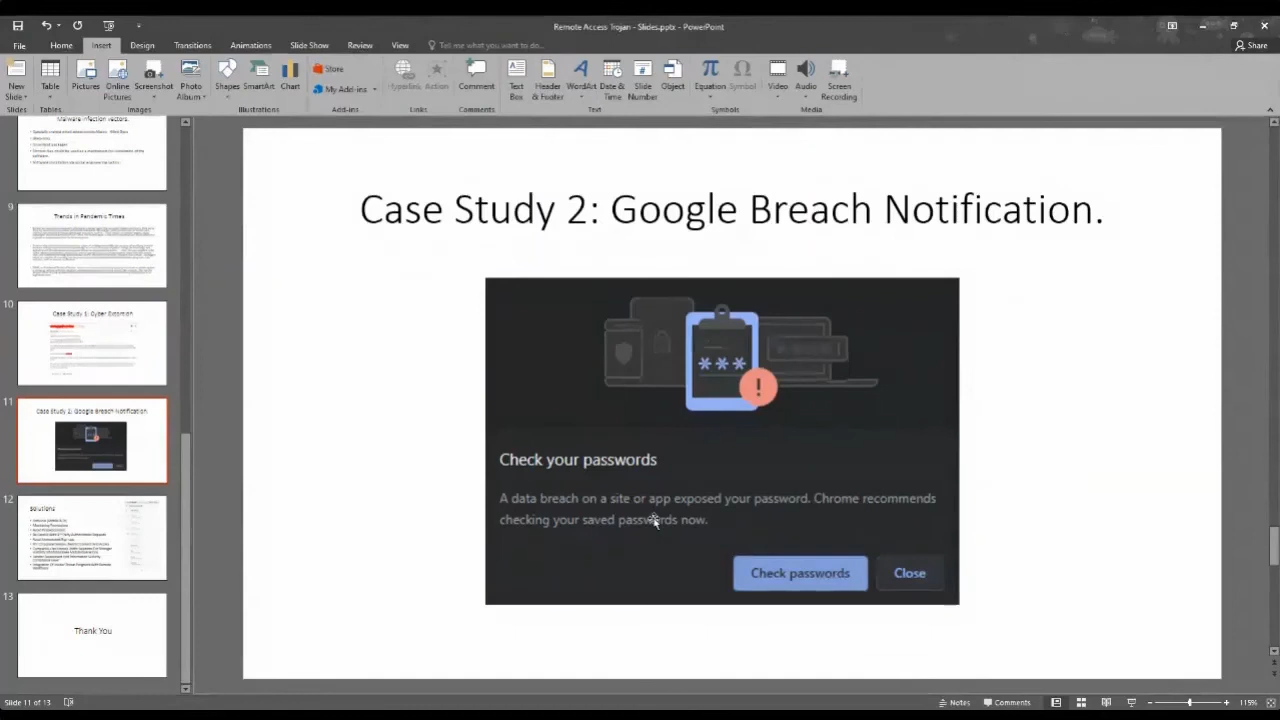 Remote Access Trojan - Slides.pptx - PowerPoint
File Home Insert Design Transitions Animations Slide Show Review View Tell me what you want to do... Share
New Slide Table Pictures Online Pictures Screenshot Photo Album Shapes SmartArt Chart Store My Add-ins Hyperlink Action Comment Text Box Header & Footer WordArt Date & Time Slide Number Object Equation Symbol Video Audio Screen Recording
Slides Tables Images Illustrations Add-ins Links Comments Text Symbols Media
Malware infection vectors.
9
Trends in Pandemic Times
10
Case Study 1: Cyber Extortion
11
Case Study 2: Google Breach Notification.
12
Solutions
13
Thank You
Case Study 2: Google Breach Notification.
***
!
Check your passwords
A data breach on a site or app exposed your password. Chrome recommends
checking your saved passwords now.
Check passwords Close
Slide 11 of 13 Notes Comments 115%